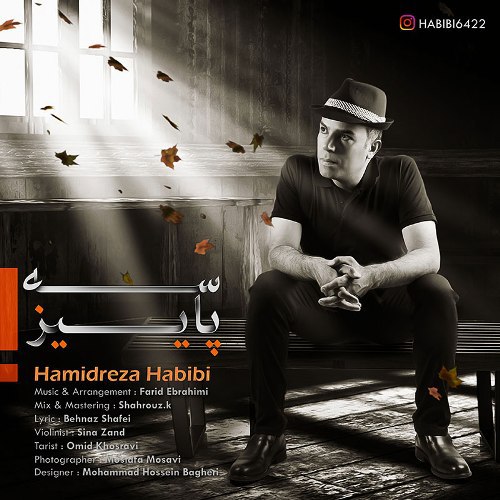 HABIBI6422
سه
پاییز
Hamidreza Habibi
Music & Arrangement : Farid Ebrahimi
Mix & Mastering : Shahrouz.k
Lyric : Behnaz Shafei
Violinist : Sina Zand
Tarist : Omid Khosravi
Photographer : Mostafa Mosavi
Designer : Mohammad Hossein Bagheri